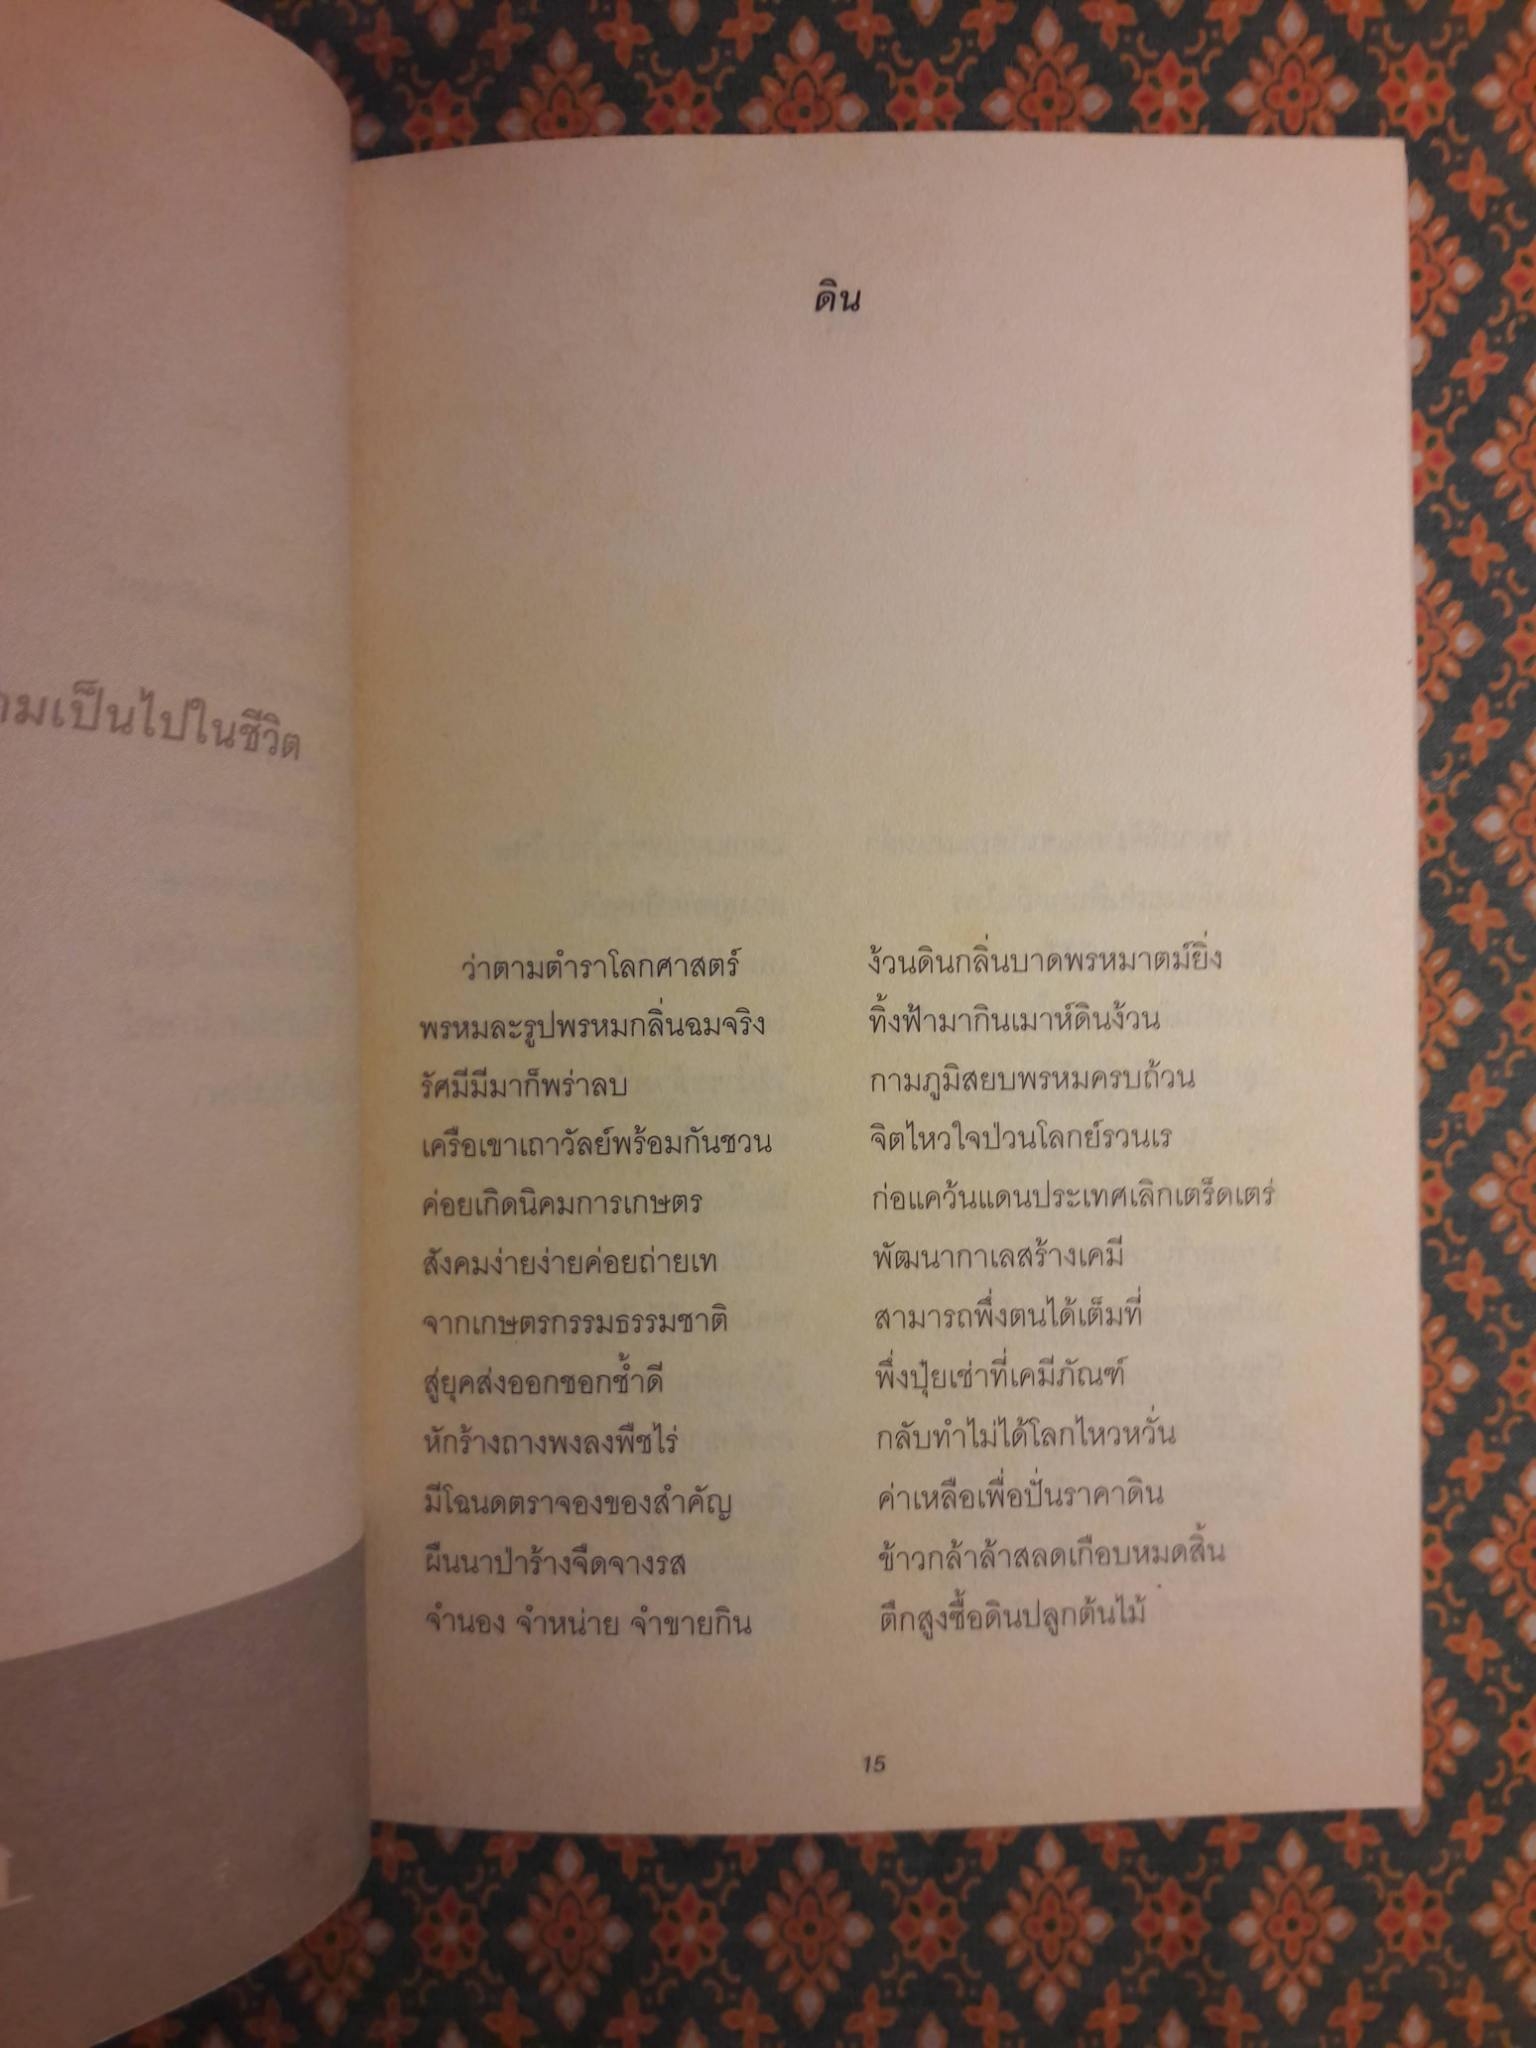 ามเป็นไปในชีวิต
ดิน
ว่าตามตำราโลกศาสตร์ ง้วนดินกลิ่นบาดพรหมาตม์ยิ่ง
พรหมละรูปพรหมกลิ่นฉมจริง ทิ้งฟ้ามากินเมาห์ดินง้วน
รัศมีมีมาก็พร่าลบ กามภูมิสยบพรหมครบถ้วน
เครือเขาเถาวัลย์พร้อมกันชวน จิตไหวใจป่วนโลกย์รวนเร
ค่อยเกิดนิคมการเกษตร ก่อแคว้นแดนประเทศเลิกเตร็ดเตร่
สังคมง่ายง่ายค่อยถ่ายเท พัฒนากาเลสร้างเคมี
จากเกษตรกรรมธรรมชาติ สามารถพึ่งตนได้เต็มที่
สู่ยุคส่งออกชอกช้ำดี พึ่งปุ๋ยเช่าที่เคมีภัณฑ์
หักร้างถางพงลงพืชไร่ กลับทำไม่ได้โลกไหวหวั่น
มีโฉนดตราจองของสำคัญ ค่าเหลือเพื่อปั่นราคาดิน
ผืนนาป่าร้างจืดจางรส ข้าวกล้าล้าสลดเกือบหมดสิ้น
จำนอง จำหน่าย จำขายกิน ตึกสูงซื้อดินปลูกต้นไม้
15